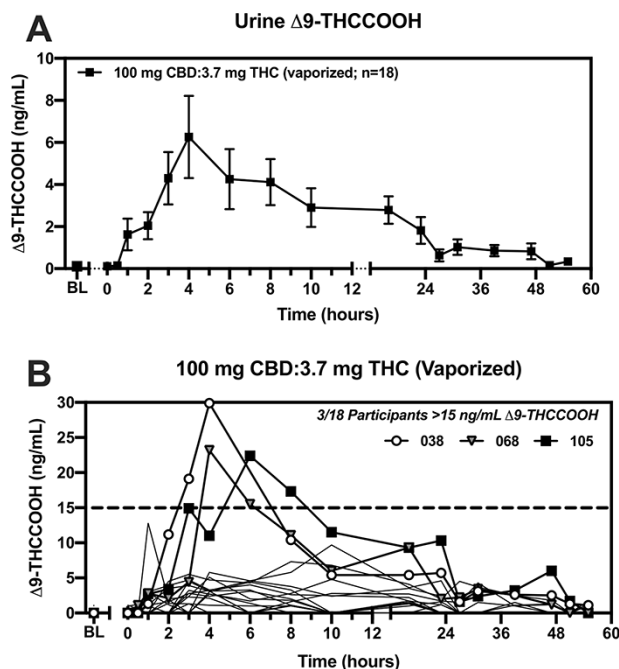 A
Urine Δ9-THCCOOH
100 mg CBD:3.7 mg THC (vaporized; n=18)
Δ9-THCCOOH (ng/mL)
10
8
6
4
2
0
BL 0 2 4 6 8 10 12 24 36 48 60
Time (hours)
B
100 mg CBD:3.7 mg THC (Vaporized)
3/18 Participants >15 ng/mL Δ9-THCCOOH
038 068 105
Δ9-THCCOOH (ng/mL)
30
25
20
15
10
5
0
BL 0 2 4 6 8 10 12 24 36 48 60
Time (hours)